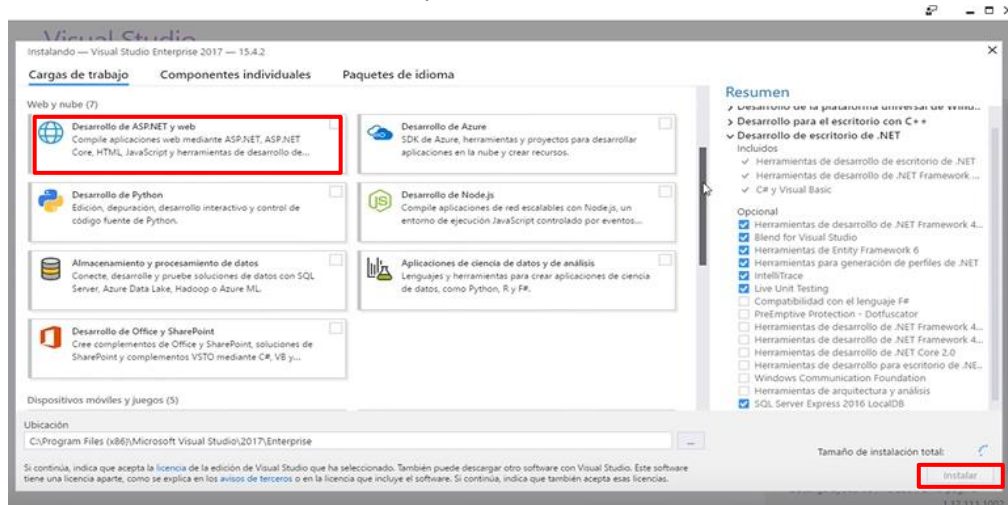 Visual Studio
Instalando — Visual Studio Enterprise 2017 — 15.4.2
Cargas de trabajo Componentes individuales Paquetes de idioma
Web y nube (7)
Desarrollo de ASP.NET y web
Compile aplicaciones web mediante ASP.NET, ASP.NET
Core, HTML, JavaScript y herramientas de desarrollo de...
Desarrollo de Azure
SDK de Azure, herramientas y proyectos para desarrollar
aplicaciones en la nube y crear recursos.
Desarrollo de Python
Edición, depuración, desarrollo interactivo y control de
código fuente de Python.
Desarrollo de Node.js
Compile aplicaciones de red escalables con Node.js, un
entorno de ejecución JavaScript controlado por eventos...
Almacenamiento y procesamiento de datos
Conecte, desarrolle y pruebe soluciones de datos con SQL
Server, Azure Data Lake, Hadoop o Azure ML.
Aplicaciones de ciencia de datos y de análisis
Lenguajes y herramientas para crear aplicaciones de ciencia
de datos, como Python, R y F#.
Desarrollo de Office y SharePoint
Cree complementos de Office y SharePoint, soluciones de
SharePoint y complementos VSTO mediante C#, VB y...
Dispositivos móviles y juegos (5)
Resumen
Desarrollo de la plataforma universal de Wind...
Desarrollo para el escritorio con C++
Desarrollo de escritorio de .NET
Incluidos
Herramientas de desarrollo de escritorio de .NET
Herramientas de desarrollo de .NET Framework ...
C# y Visual Basic
Opcional
Herramientas de desarrollo de .NET Framework 4...
Blend for Visual Studio
Herramientas de Entity Framework 6
Herramientas para generación de perfiles de .NET
IntelliTrace
Live Unit Testing
Compatibilidad con el lenguaje F#
PreEmptive Protection - Dotfuscator
Herramientas de desarrollo de .NET Framework 4...
Herramientas de desarrollo de .NET Framework 4...
Herramientas de desarrollo de .NET Core 2.0
Herramientas de desarrollo para escritorio de .NE...
Windows Communication Foundation
Herramientas de arquitectura y análisis
SQL Server Express 2016 LocalDB
Ubicación
C:\Program Files (x86)\Microsoft Visual Studio\2017\Enterprise
...
Si continúa, indica que acepta la licencia de la edición de Visual Studio que ha seleccionado. También puede descargar otro software con Visual Studio. Este software
tiene una licencia aparte, como se explica en los avisos de terceros o en la licencia que incluye el software. Si continúa, indica que también acepta esas licencias.
Tamaño de instalación total:
Instalar